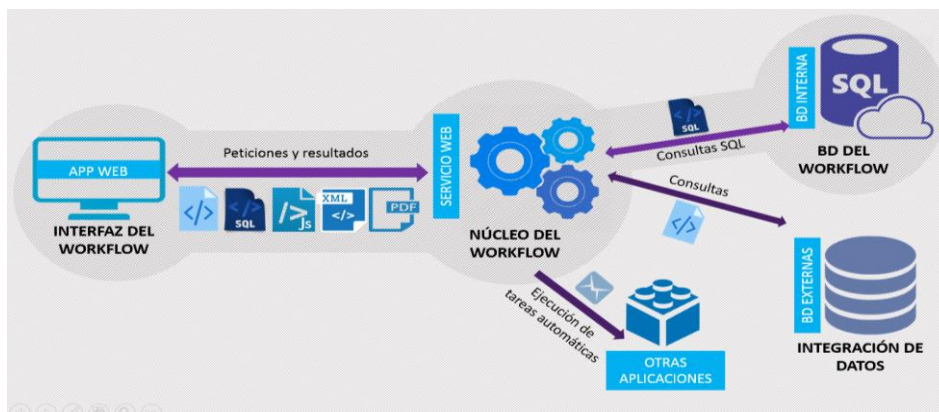 APP WEB
INTERFAZ DEL
WORKFLOW
Peticiones y resultados
</>
</>
SQL
/>
Js
XML
</>
PDF
SERVICIO WEB
NÚCLEO DEL
WORKFLOW
</>
SQL
Consultas SQL
BD INTERNA
SQL
BD DEL
WORKFLOW
Consultas
</>
BD EXTERNAS
INTEGRACIÓN DE
DATOS
Ejecución de
tareas automáticas
OTRAS
APLICACIONES